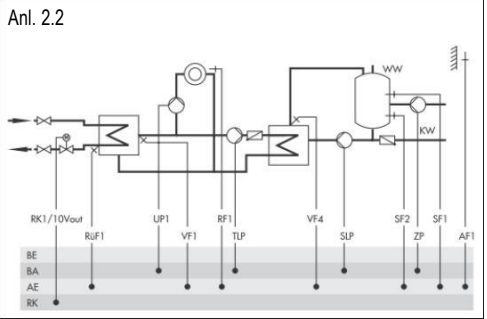 Anl. 2.2
WW
KW
RK1/10Vout
UP1
RF1
VF4
SF2
SF1
RüF1
VF1
TLP
SLP
ZP
AF1
BE
BA
AE
RK